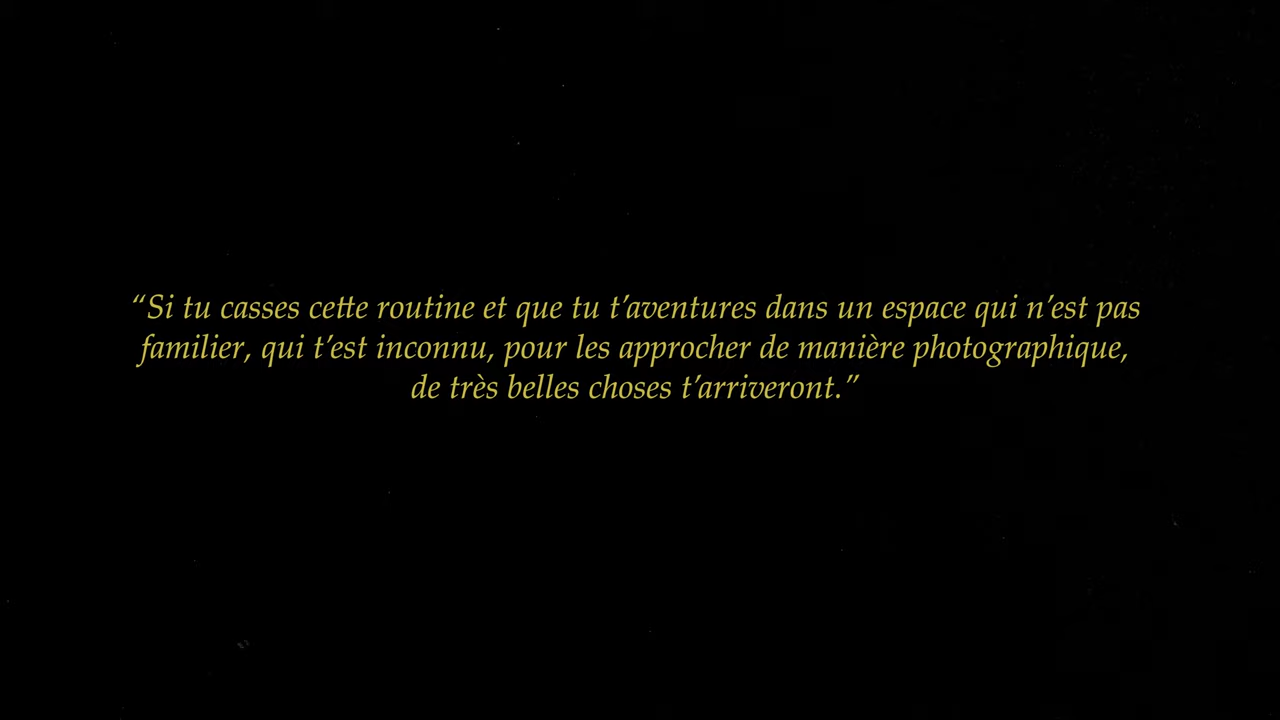 “Si tu casses cette routine et que tu t’aventures dans un espace qui n’est pas
familier, qui t’est inconnu, pour les approcher de manière photographique,
de très belles choses t’arriveront.”